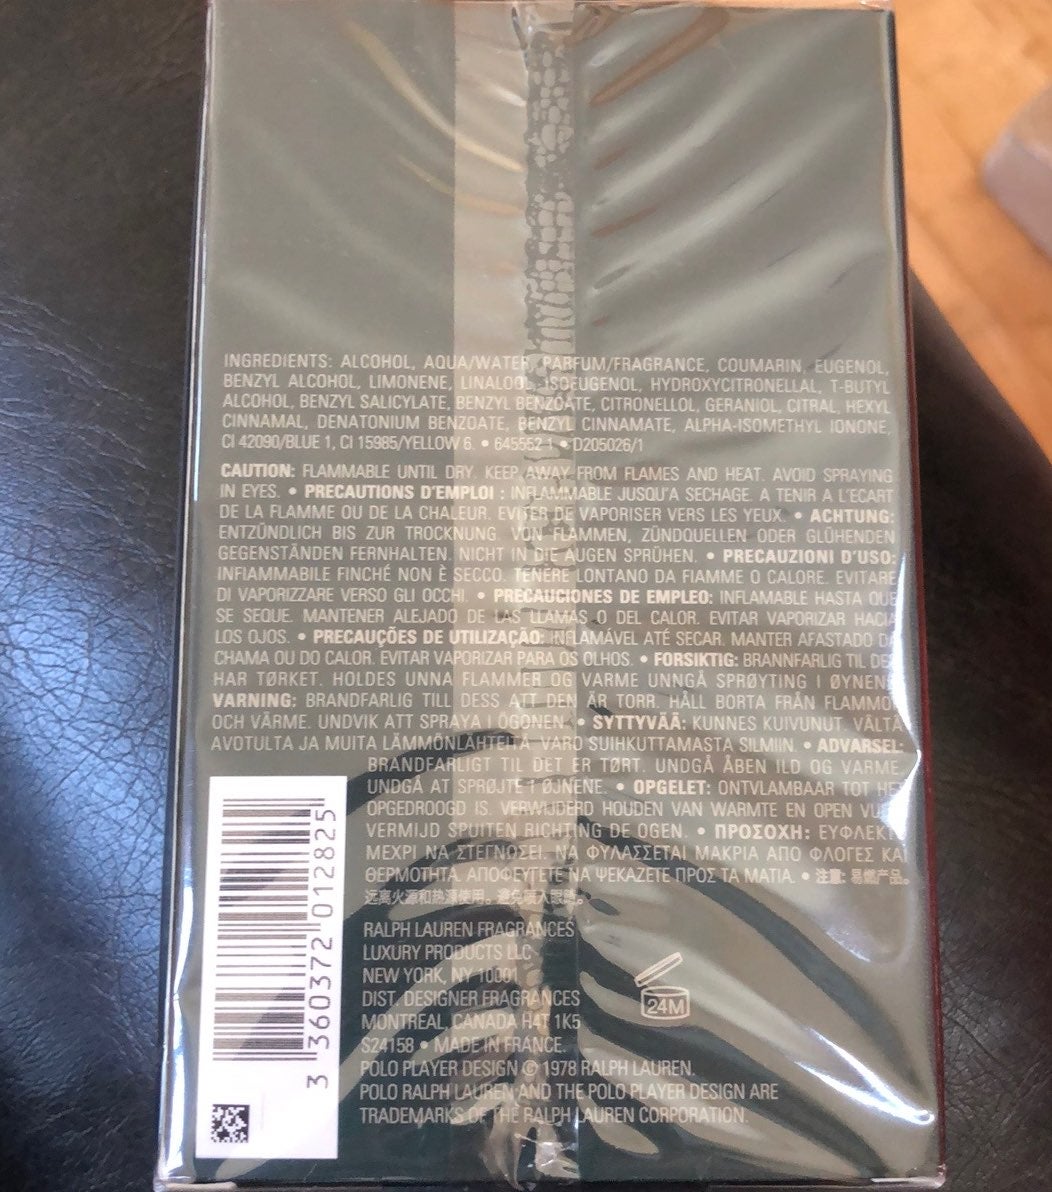 INGREDIENTS: ALCOHOL, AQUA/WATER, PARFUM/FRAGRANCE, COUMARIN, EUGENOL,
BENZYL ALCOHOL, LIMONENE, LINALOOL, ISOEUGENOL, HYDROXYCITRONELLAL, T-BUTYL
ALCOHOL, BENZYL SALICYLATE, BENZYL BENZOATE, CITRONELLOL, GERANIOL, CITRAL, HEXYL
CINNAMAL, DENATONIUM BENZOATE, BENZYL CINNAMATE, ALPHA-ISOMETHYL IONONE,
CI 42090/BLUE 1, CI 15985/YELLOW 6. • 645552 1 • D205026/1
CAUTION: FLAMMABLE UNTIL DRY. KEEP AWAY FROM FLAMES AND HEAT. AVOID SPRAYING
IN EYES. • PRECAUTIONS D'EMPLOI : INFLAMMABLE JUSQU'A SECHAGE. A TENIR A L'ECART
DE LA FLAMME OU DE LA CHALEUR. EVITER DE VAPORISER VERS LES YEUX. • ACHTUNG:
ENTZÜNDLICH BIS ZUR TROCKNUNG. VON FLAMMEN, ZÜNDQUELLEN ODER GLÜHENDEN
GEGENSTÄNDEN FERNHALTEN. NICHT IN DIE AUGEN SPRÜHEN. • PRECAUZIONI D'USO:
INFIAMMABILE FINCHÉ NON È SECCO. TENERE LONTANO DA FIAMME O CALORE. EVITARE
DI VAPORIZZARE VERSO GLI OCCHI. • PRECAUCIONES DE EMPLEO: INFLAMABLE HASTA QUE
SE SEQUE. MANTENER ALEJADO DE LAS LLAMAS O DEL CALOR. EVITAR VAPORIZAR HACIA
LOS OJOS. • PRECAUÇÕES DE UTILIZAÇÃO: INFLAMÁVEL ATÉ SECAR. MANTER AFASTADO DA
CHAMA OU DO CALOR. EVITAR VAPORIZAR PARA OS OLHOS. • FORSIKTIG: BRANNFARLIG TIL DET
HAR TØRKET. HOLDES UNNA FLAMMER OG VARME UNNGÅ SPRØYTING I ØYNENE
VARNING: BRANDFARLIG TILL DESS ATT DEN ÄR TORR. HÅLL BORTA FRÅN FLAMMOR
OCH VÄRME. UNDVIK ATT SPRAYA I ÖGONEN. • SYTTYVÄÄ: KUNNES KUIVUNUT. VÄLTÄ
AVOTULTA JA MUITA LÄMMÖNLÄHTEITÄ. VARO SUIHKUTTAMASTA SILMIIN. • ADVARSEL:
BRANDFARLIGT TIL DET ER TØRT. UNDGÅ ÅBEN ILD OG VARME.
UNDGÅ AT SPRØJTE I ØJNENE. • OPGELET: ONTVLAMBAAR TOT HET
OPGEDROOGD IS. VERWIJDERD HOUDEN VAN WARMTE EN OPEN VUUR
VERMIJD SPUITEN RICHTING DE OGEN. • ΠΡΟΣΟΧΗ: ΕΥΦΛΕΚΤΟ
ΜΕΧΡΙ ΝΑ ΣΤΕΓΝΩΣΕΙ. ΝΑ ΦΥΛΑΣΣΕΤΑΙ ΜΑΚΡΙΑ ΑΠΟ ΦΛΟΓΕΣ ΚΑΙ
ΘΕΡΜΟΤΗΤΑ. ΑΠΟΦΕΥΓΕΤΕ ΝΑ ΨΕΚΑΖΕΤΕ ΠΡΟΣ ΤΑ ΜΑΤΙΑ. • 注意: 易燃产品。
远离火源和热源使用。避免喷入眼睛。
RALPH LAUREN FRAGRANCES
LUXURY PRODUCTS LLC
NEW YORK, NY 10001
DIST. DESIGNER FRAGRANCES
MONTREAL, CANADA H4T 1K5
S24158 • MADE IN FRANCE.
POLO PLAYER DESIGN © 1978 RALPH LAUREN.
POLO RALPH LAUREN AND THE POLO PLAYER DESIGN ARE
TRADEMARKS OF THE RALPH LAUREN CORPORATION.
24M
3 360372 012825